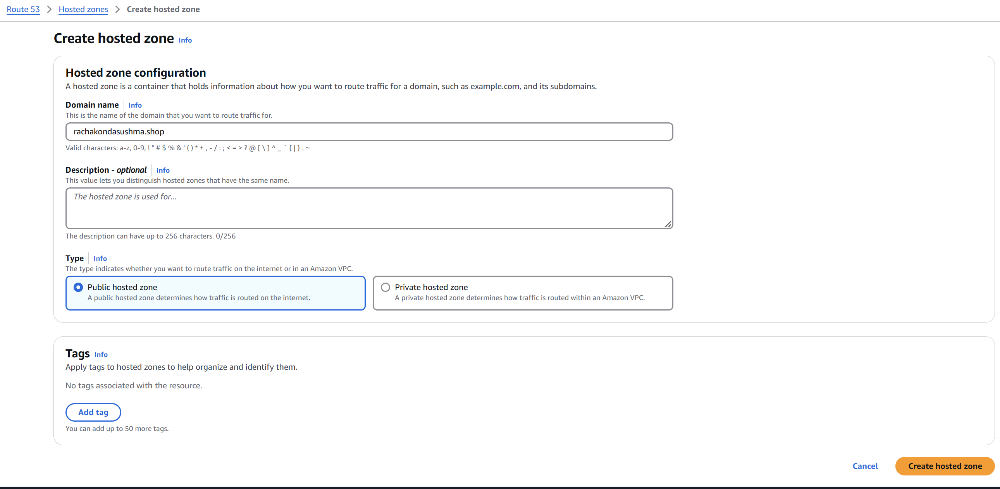 Route 53 > Hosted zones > Create hosted zone
Create hosted zone Info
Hosted zone configuration
A hosted zone is a container that holds information about how you want to route traffic for a domain, such as example.com, and its subdomains.
Domain name | Info
This is the name of the domain that you want to route traffic for.
rachakondasushma.shop
Valid characters: a-z, 0-9, ! " # $ % & ' ( ) * + , - / : ; < = > ? @ [ \ ] ^ _ ` { | } . ~
Description - optional | Info
This value lets you distinguish hosted zones that have the same name.
The hosted zone is used for...
The description can have up to 256 characters. 0/256
Type | Info
The type indicates whether you want to route traffic on the internet or in an Amazon VPC.
Public hosted zone
A public hosted zone determines how traffic is routed on the internet.
Private hosted zone
A private hosted zone determines how traffic is routed within an Amazon VPC.
Tags Info
Apply tags to hosted zones to help organize and identify them.
No tags associated with the resource.
Add tag
You can add up to 50 more tags.
Cancel Create hosted zone